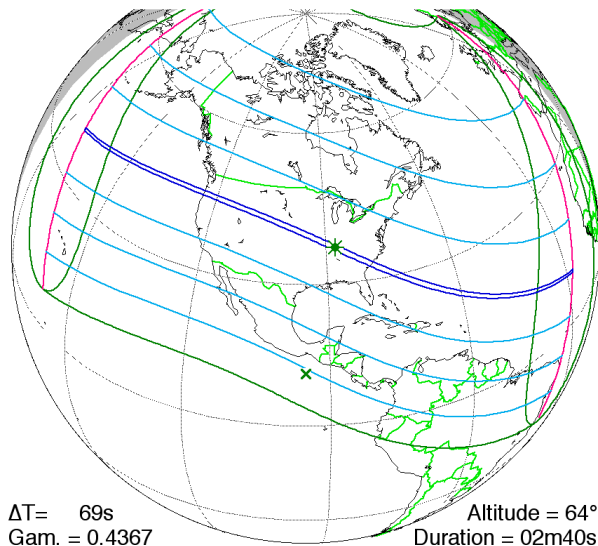 ΔT= 69s
Altitude = 64°
Gam. = 0.4367
Duration = 02m40s